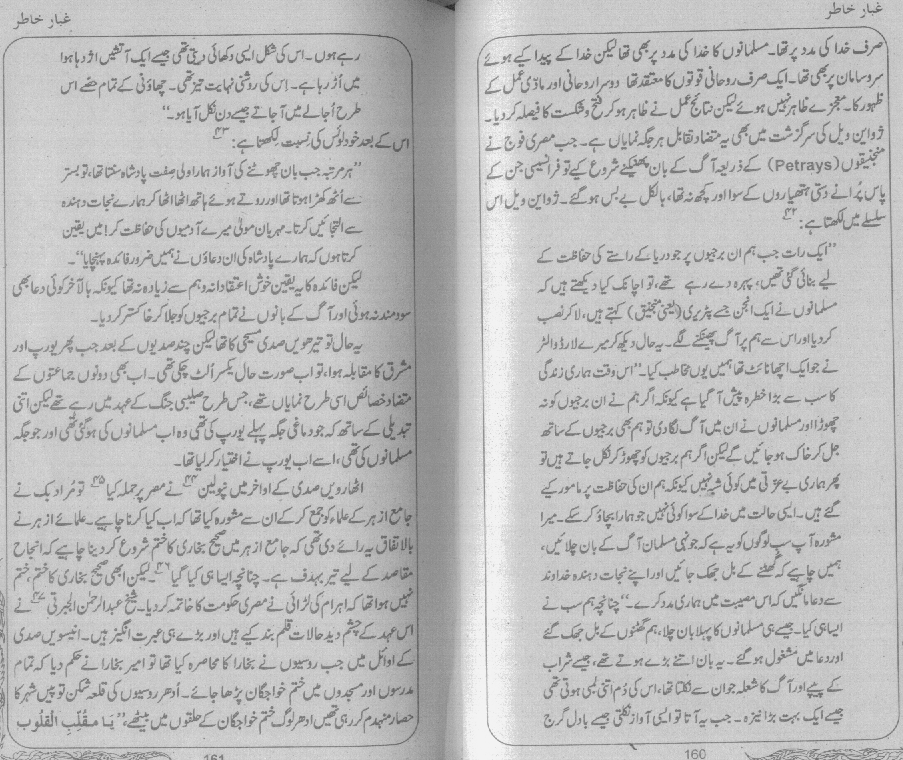 غبار خاطر
صرف خدا کی مدد پر تھا۔ مسلمانوں کا خدا کی مدد پر بھی تھا لیکن خدا کے پیدا کیے ہوئے
سروسامان پر بھی تھا۔ ایک صرف روحانی قوتوں کا معتقد تھا دوسرا روحانی اور مادّی عمل کے
ظہور کا۔ معجزے ظاہر نہیں ہوئے لیکن نتائج عمل نے ظاہر ہو کر فتح و شکست کا فیصلہ کر دیا۔
ژو این ویل کی سرگزشت میں بھی یہ متضاد تقابل ہر جگہ نمایاں ہے۔ جب مصری فوج نے
منجنیقوں (Petrays) کے ذریعہ آگ کے بان پھینکنے شروع کیے تو فرانسیسی جن کے
پاس پُرانے دستی ہتھیاروں کے سوا اور کچھ نہ تھا، بالکل بے بس ہو گئے۔ ژو این ویل اس
سلسلے میں لکھتا ہے: ۴۲
”ایک رات جب ہم ان برجیوں پر جو دریا کے راستے کی حفاظت کے
لیے بنائی گئی تھیں؛ پہرہ دے رہے تھے، تو اچانک کیا دیکھتے ہیں کہ
مسلمانوں نے ایک انجن جسے پٹریری (یعنی منجنیق) کہتے ہیں، لا کر نصب
کر دیا اور اس سے ہم پر آگ پھینکنے لگے۔ یہ حال دیکھ کر میرے لارڈ والٹر
نے جو ایک اچھا نائٹ تھا ہمیں یوں مخاطب کیا۔ ”اس وقت ہماری زندگی
کا سب سے بڑا خطرہ پیش آ گیا ہے کیونکہ اگر ہم نے ان برجیوں کو نہ
چھوڑا اور مسلمانوں نے ان میں آگ لگا دی تو ہم بھی برجیوں کے ساتھ
جل کر خاک ہو جائیں گے لیکن اگر ہم برجیوں کو چھوڑ کر نکل جاتے ہیں تو
پھر ہماری بے عزتی میں کوئی شبہ نہیں کیونکہ ہم ان کی حفاظت پر مامور کیے
گئے ہیں۔ ایسی حالت میں خدا کے سوا کوئی نہیں جو ہمارا بچاؤ کر سکے۔ میرا
مشورہ آپ سب لوگوں کو یہ ہے کہ جونہی مسلمان آگ کے بان چلائیں،
ہمیں چاہیے کہ گھٹنے کے بل جھک جائیں اور اپنے نجات دہندہ خداوند
سے دعا مانگیں کہ اس مصیبت میں ہماری مدد کرے۔“ چنانچہ ہم سب نے
ایسا ہی کیا۔ جیسے ہی مسلمانوں کا پہلا بان چلا، ہم گھٹنوں کے بل جھک گئے
اور دعا میں مشغول ہو گئے۔ یہ بان اتنے بڑے ہوتے تھے، جیسے شراب
کے پیپے اور آگ کا شعلہ جو ان سے نکلتا تھا، اس کی دُم اتنی لمبی ہوتی تھی
جیسے ایک بہت بڑا نیزہ۔ جب یہ آتا تو ایسی آواز نکلتی جیسے بادل گرج
160
غبار خاطر
رہے ہوں۔ اس کی شکل ایسی دکھائی دیتی تھی جیسے ایک آتشیں اژدہا ہوا
میں اُڑ رہا ہے۔ اس کی روشنی نہایت تیز تھی۔ چھاؤنی کے تمام حصّے اس
طرح اُجالے میں آ جاتے جیسے دن نکل آیا ہو۔“
اس کے بعد خود لوئس کی نسبت لکھتا ہے: ۴۳
”ہر مرتبہ جب بان چھوٹنے کی آواز ہمارا ولی صفت پادشاہ سنتا تھا، تو بستر
سے اُٹھ کھڑا ہوتا تھا اور روتے ہوئے ہاتھ اٹھا اٹھا کر ہمارے نجات دہندہ
سے التجائیں کرتا۔ مہربان مولیٰ میرے آدمیوں کی حفاظت کر! میں یقین
کرتا ہوں کہ ہمارے پادشاہ کی ان دعاؤں نے ہمیں ضرور فائدہ پہنچایا“۔
لیکن فائدہ کا یہ یقین خوش اعتقادانہ وہم سے زیادہ نہ تھا کیونکہ بالآخر کوئی دعا بھی
سودمند نہ ہوئی اور آگ کے بانوں نے تمام برجیوں کو جلا کر خاکستر کر دیا۔
یہ حال تو تیرھویں صدی مسیحی کا تھا لیکن چند صدیوں کے بعد جب پھر یورپ اور
مشرق کا مقابلہ ہوا، تو اب صورت حال یکسر اُلٹ چکی تھی۔ اب بھی دونوں جماعتوں کے
متضاد خصائص اسی طرح نمایاں تھے، جس طرح صلیبی جنگ کے عہد میں رہے تھے لیکن اتنی
تبدیلی کے ساتھ کہ جو دماغی جگہ پہلے یورپ کی تھی وہ اب مسلمانوں کی ہو گئی تھی اور جو جگہ
مسلمانوں کی تھی، اسے اب یورپ نے اختیار کر لیا تھا۔
اٹھارویں صدی کے اواخر میں نپولین ۴۴ نے مصر پر حملہ کیا ۴۵ تو مُراد بک نے
جامع ازہر کے علماء کو جمع کر کے ان سے مشورہ کیا تھا کہ اب کیا کرنا چاہیے۔ علمائے ازہر نے
بالاتفاق یہ رائے دی تھی کہ جامع ازہر میں صحیح بخاری کا ختم شروع کر دینا چاہیے کہ انجاح
مقاصد کے لیے تیر بہدف ہے۔ چنانچہ ایسا ہی کیا گیا ۴۶۔ لیکن ابھی صحیح بخاری کا ختم، ختم
نہیں ہوا تھا کہ اہرام کی لڑائی نے مصری حکومت کا خاتمہ کر دیا۔ شیخ عبدالرحمٰن الجبرتی ۴۷ نے
اس عہد کے چشم دید حالات قلم بند کیے ہیں اور بڑے ہی عبرت انگیز ہیں۔ انیسویں صدی
کے اوائل میں جب روسیوں نے بخارا کا محاصرہ کیا تھا تو امیر بخارا نے حکم دیا کہ تمام
مدرسوں اور مسجدوں میں ختم خواجگان پڑھا جائے۔ اُدھر روسیوں کی قلعہ شکن توپیں شہر کا
حصار منہدم کر رہی تھیں ادھر لوگ ختم خواجگان کے حلقوں میں بیٹھے، ”یَا مقَلّبِ القلُوب
161